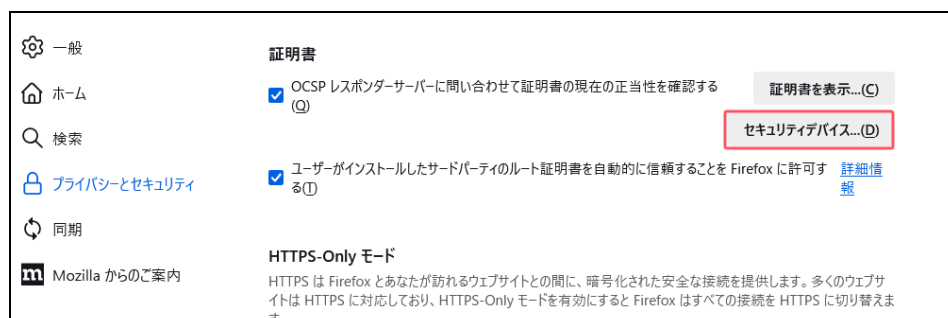 一般
ホーム
検索
プライバシーとセキュリティ
同期
m Mozilla からのご案内
証明書
OCSP レスポンダーサーバーに問い合わせて証明書の現在の正当性を確認する
(Q)
証明書を表示...(C)
セキュリティデバイス...(D)
ユーザーがインストールしたサードパーティのルート証明書を自動的に信頼することを Firefox に許可す
る(T)
詳細情
報
HTTPS-Only モード
HTTPS は Firefox とあなたが訪れるウェブサイトとの間に、暗号化された安全な接続を提供します。多くのウェブサ
イトは HTTPS に対応しており、HTTPS-Only モードを有効にすると Firefox はすべての接続を HTTPS に切り替えま